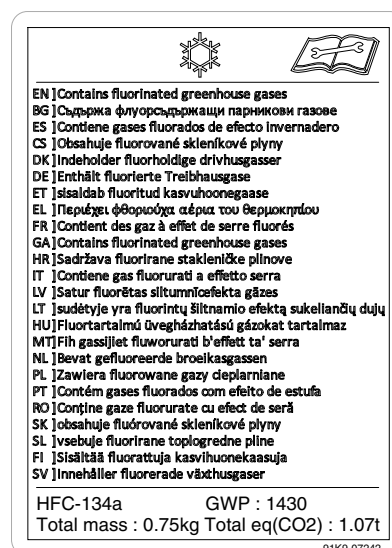 EN ]Contains fluorinated greenhouse gases
BG ]Съдържа флуорсъдържащи парникови газове
ES ]Contiene gases fluorados de efecto invernadero
CS ]Obsahuje fluorované skleníkové plyny
DK]Indeholder fluorholdige drivhusgasser
DE ]Enthält fluorierte Treibhausgase
ET ]sisaldab fluoritud kasvuhoonegaase
EL ]Περιέχει φθοριούχα αέρια του θερμοκηπίου
FR ]Contient des gaz à effet de serre fluorés
GA]Contains fluorinated greenhouse gases
HR]Sadržava fluorirane stakleničke plinove
IT ]Contiene gas fluorurati a effetto serra
LV ]Satur fluorētas siltumnīcefekta gāzes
LT ]sudėtyje yra fluorintų šiltnamio efektą sukeliančių dujų
HU]Fluortartalmú üvegházhatású gázokat tartalmaz
MT]Fih gassijiet fluworurati b'effett ta' serra
NL ]Bevat gefluoreerde broeikasgassen
PL ]Zawiera fluorowane gazy cieplarniane
PT ]Contém gases fluorados com efeito de estufa
RO]Conține gaze fluorurate cu efect de seră
SK ]obsahuje fluórované skleníkové plyny
SL ]vsebuje fluorirane toplogredne pline
FI ]Sisältää fluorattuja kasvihuonekaasuja
SV ]Innehåller fluorerade växthusgaser
HFC-134a GWP : 1430
Total mass : 0.75kg Total eq(CO2) : 1.07t